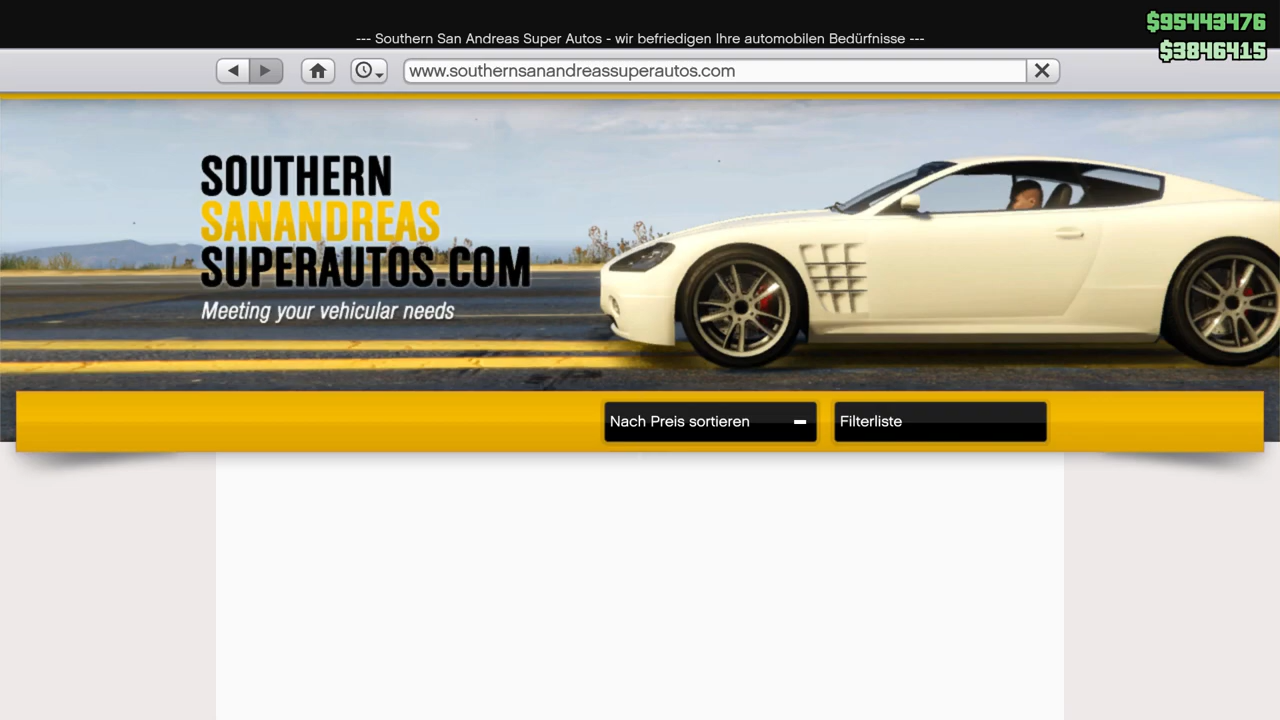 $95443476
--- Southern San Andreas Super Autos - wir befriedigen Ihre automobilen Bedürfnisse ---
$3846415
www.southernsanandreassuperautos.com
SOUTHERN
SANANDREAS
SUPERAUTOS.COM
Meeting your vehicular needs
Nach Preis sortieren
Filterliste